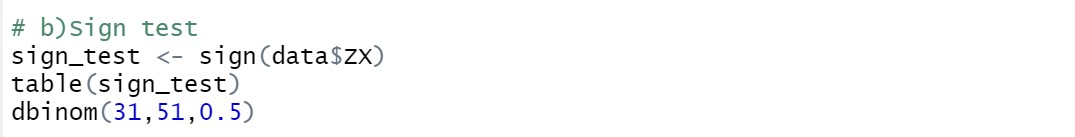 # b)Sign test
sign_test <- sign(data$ZX)
table(sign_test)
dbinom(31,51,0.5)